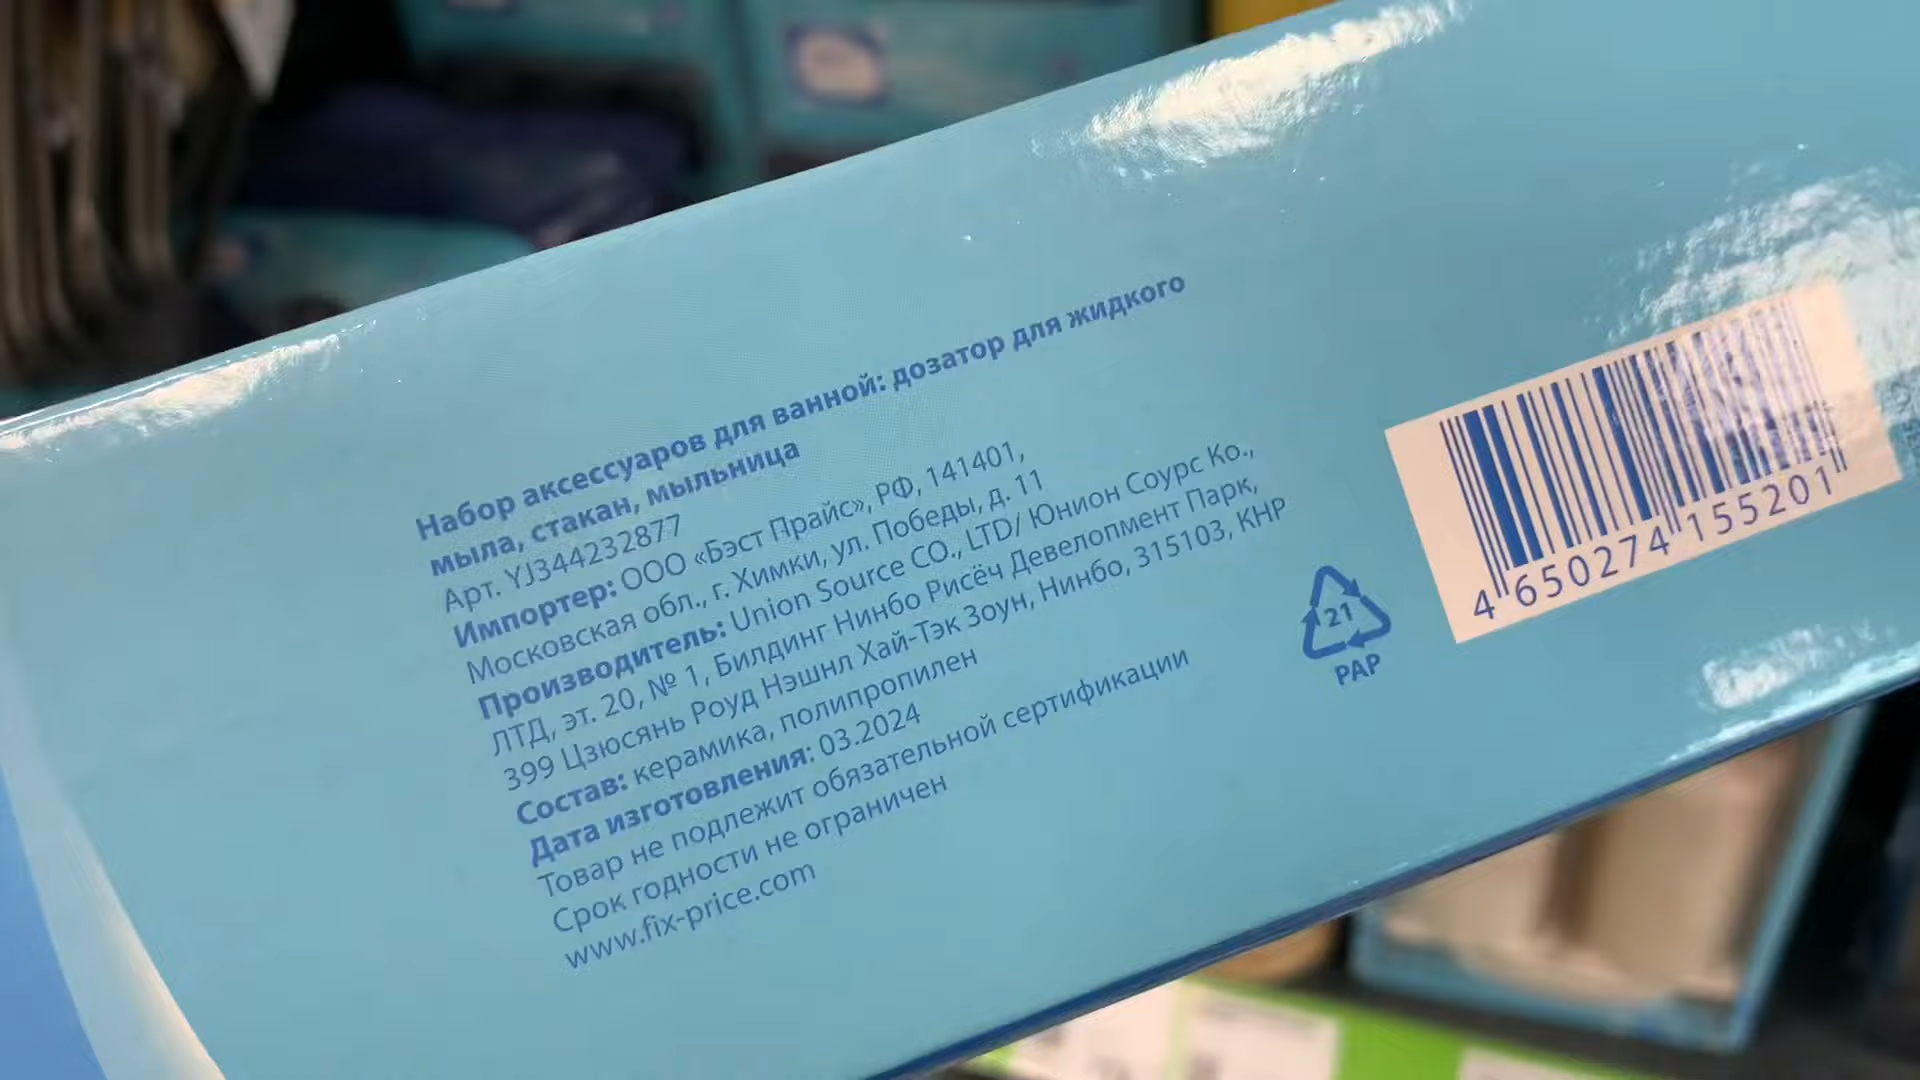 Набор аксессуаров для ванной: дозатор для жидкого
мыла, стакан, мыльница
Арт. YJ344232877
Импортер: ООО «Бэст Прайс», РФ, 141401,
Московская обл., г. Химки, ул. Победы, д. 11
Производитель: Union Source CO., LTD/ Юнион Соурс Ко.,
ЛТД, эт. 20, № 1, Билдинг Нинбо Рисёч Девелопмент Парк,
399 Цзюсянь Роуд Нэшнл Хай-Тэк Зоун, Нинбо, 315103, КНР
Состав: керамика, полипропилен
Дата изготовления: 03.2024
Товар не подлежит обязательной сертификации
Срок годности не ограничен
www.fix-price.com
21
PAP
4 650274 155201